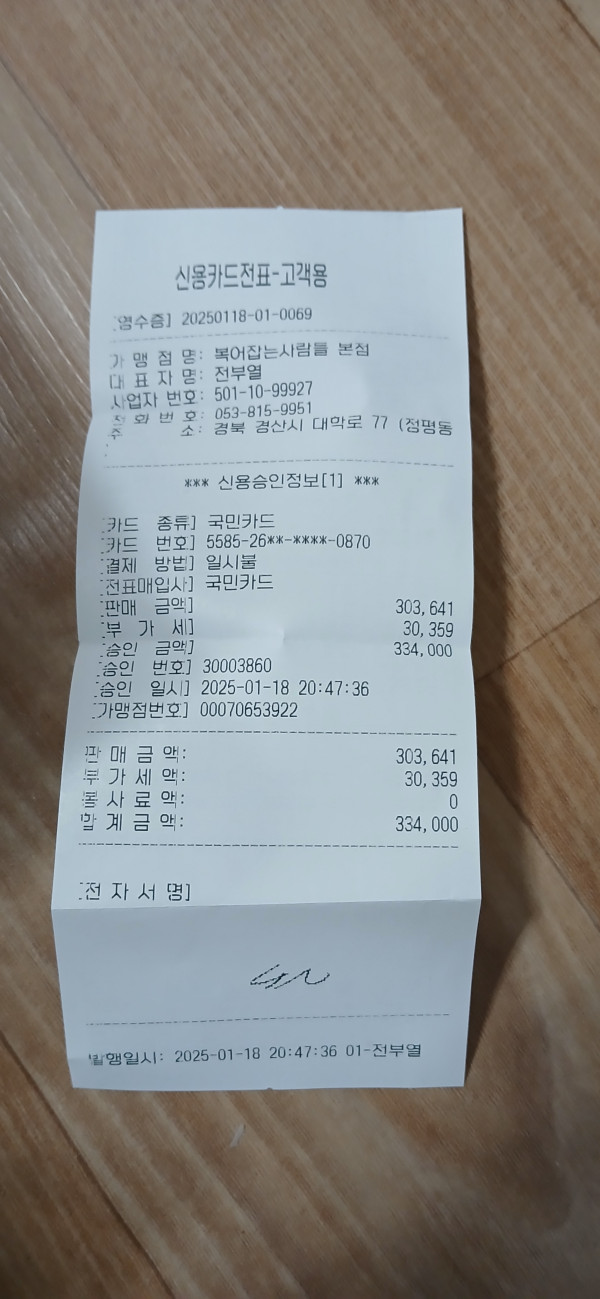 신용카드전표-고객용
[영수증] 20250118-01-0069
가 맹 점 명: 복어잡는사람들 본점
대 표 자 명: 전부열
사업자 번호: 501-10-99927
전 화 번 호: 053-815-9951
주 소: 경북 경산시 대학로 77 (정평동
*** 신용승인정보[1] ***
[카드 종류] 국민카드
[카드 번호] 5585-26**-****-0870
[결제 방법] 일시불
[전표매입사] 국민카드
[판매 금액] 303,641
[부 가 세] 30,359
[승인 금액] 334,000
[승인 번호] 30003860
[승인 일시] 2025-01-18 20:47:36
[가맹점번호] 00070653922
판 매 금 액: 303,641
부 가 세 액: 30,359
봉 사 료 액: 0
합 계 금 액: 334,000
[전 자 서 명]
발행일시: 2025-01-18 20:47:36 01-전부열